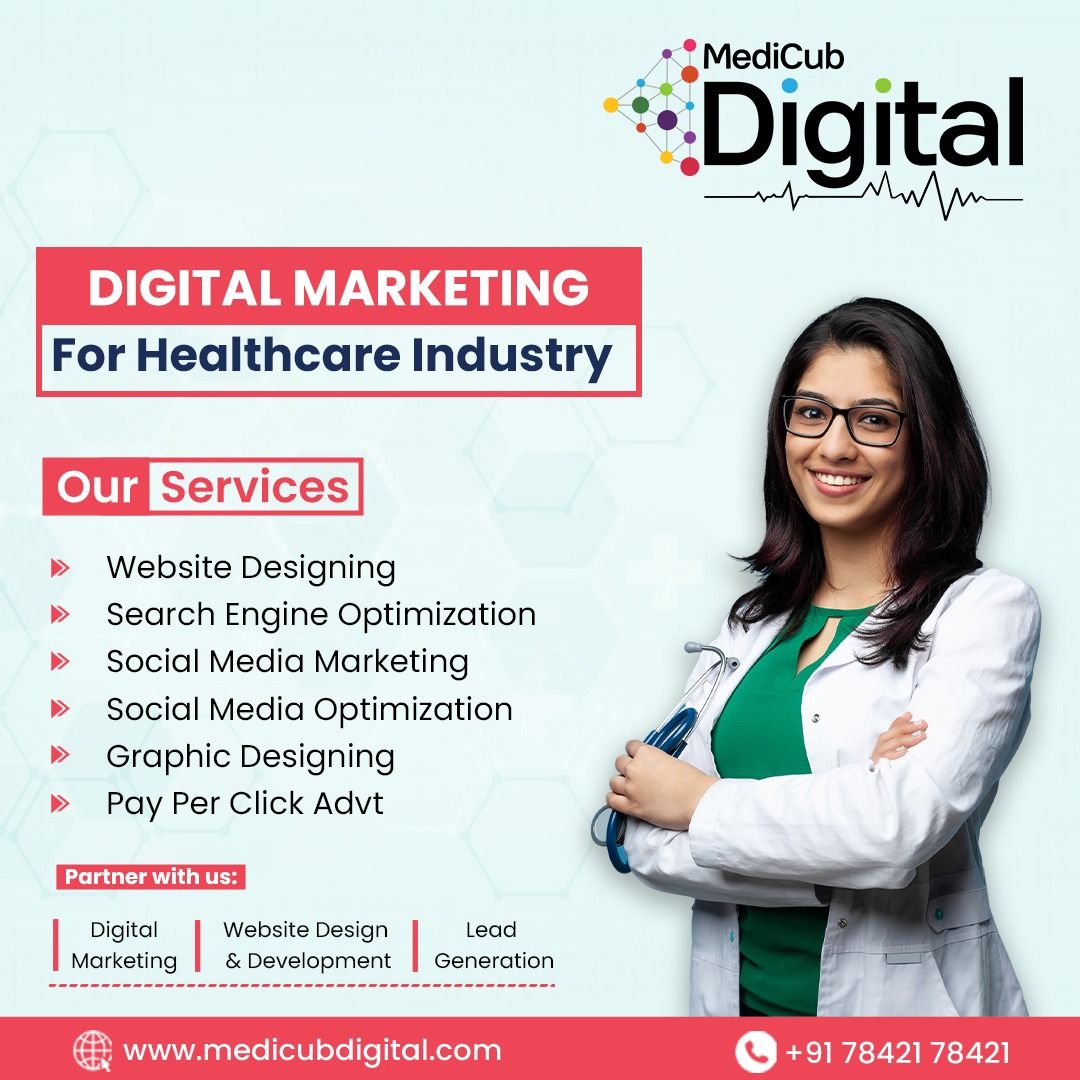 MediCub
Digital
DIGITAL MARKETING
For Healthcare Industry
Our Services
Website Designing
Search Engine Optimization
Social Media Marketing
Social Media Optimization
Graphic Designing
Pay Per Click Advt
Partner with us:
Digital
Marketing
Website Design
& Development
Lead
Generation
www.medicubdigital.com
+91 78421 78421